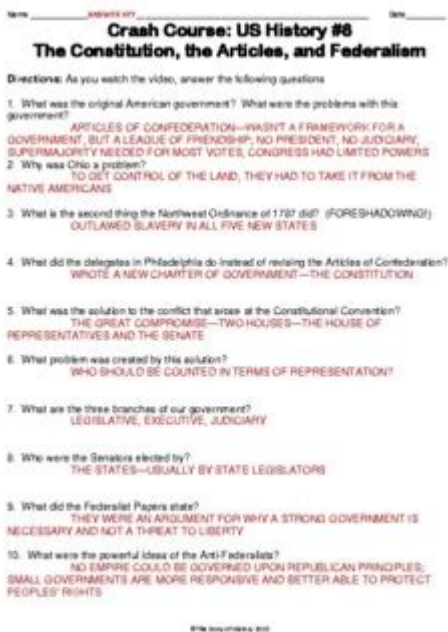 Name ANSWER KEY Date
Crash Course: US History #8
The Constitution, the Articles, and Federalism
Directions: As you watch the video, answer the following questions
1. What was the original American government? What were the problems with this
government?
ARTICLES OF CONFEDERATION—WASN'T A FRAMEWORK FOR A
GOVERNMENT, BUT A LEAGUE OF FRIENDSHIP; NO PRESIDENT, NO JUDICIARY,
SUPERMAJORITY NEEDED FOR MOST VOTES, CONGRESS HAD LIMITED POWERS
2. Why was Ohio a problem?
TO GET CONTROL OF THE LAND, THEY HAD TO TAKE IT FROM THE
NATIVE AMERICANS
3. What is the second thing the Northwest Ordinance of 1787 did? (FORESHADOWING!)
OUTLAWED SLAVERY IN ALL FIVE NEW STATES
4. What did the delegates in Philadelphia do instead of revising the Articles of Confederation?
WROTE A NEW CHARTER OF GOVERNMENT—THE CONSTITUTION
5. What was the solution to the conflict that arose at the Constitutional Convention?
THE GREAT COMPROMISE—TWO HOUSES—THE HOUSE OF
REPRESENTATIVES AND THE SENATE
6. What problem was created by this solution?
WHO SHOULD BE COUNTED IN TERMS OF REPRESENTATION?
7. What are the three branches of our government?
LEGISLATIVE, EXECUTIVE, JUDICIARY
8. Who were the Senators elected by?
THE STATES—USUALLY BY STATE LEGISLATORS
9. What did the Federalist Papers state?
THEY WERE AN ARGUMENT FOR WHY A STRONG GOVERNMENT IS
NECESSARY AND NOT A THREAT TO LIBERTY
10. What were the powerful ideas of the Anti-Federalists?
NO EMPIRE COULD BE GOVERNED UPON REPUBLICAN PRINCIPLES;
SMALL GOVERNMENTS ARE MORE RESPONSIVE AND BETTER ABLE TO PROTECT
PEOPLES' RIGHTS